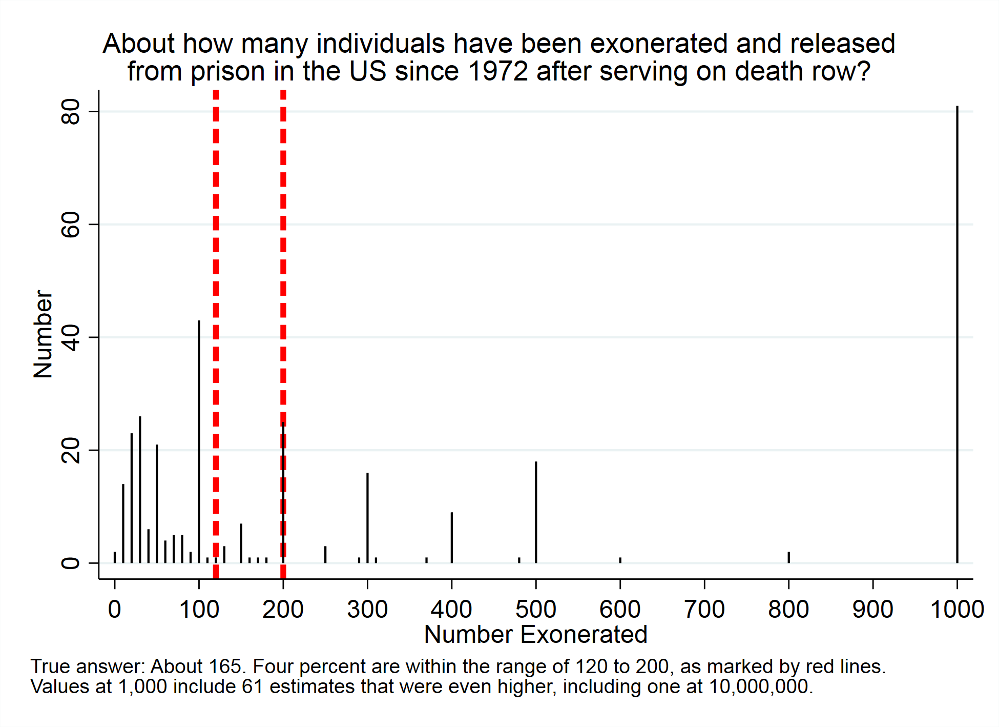 About how many individuals have been exonerated and released
from prison in the US since 1972 after serving on death row?
80
60
40
20
0
Number
0 100 200 300 400 500 600 700 800 900 1000
Number Exonerated
True answer: About 165. Four percent are within the range of 120 to 200, as marked by red lines.
Values at 1,000 include 61 estimates that were even higher, including one at 10,000,000.